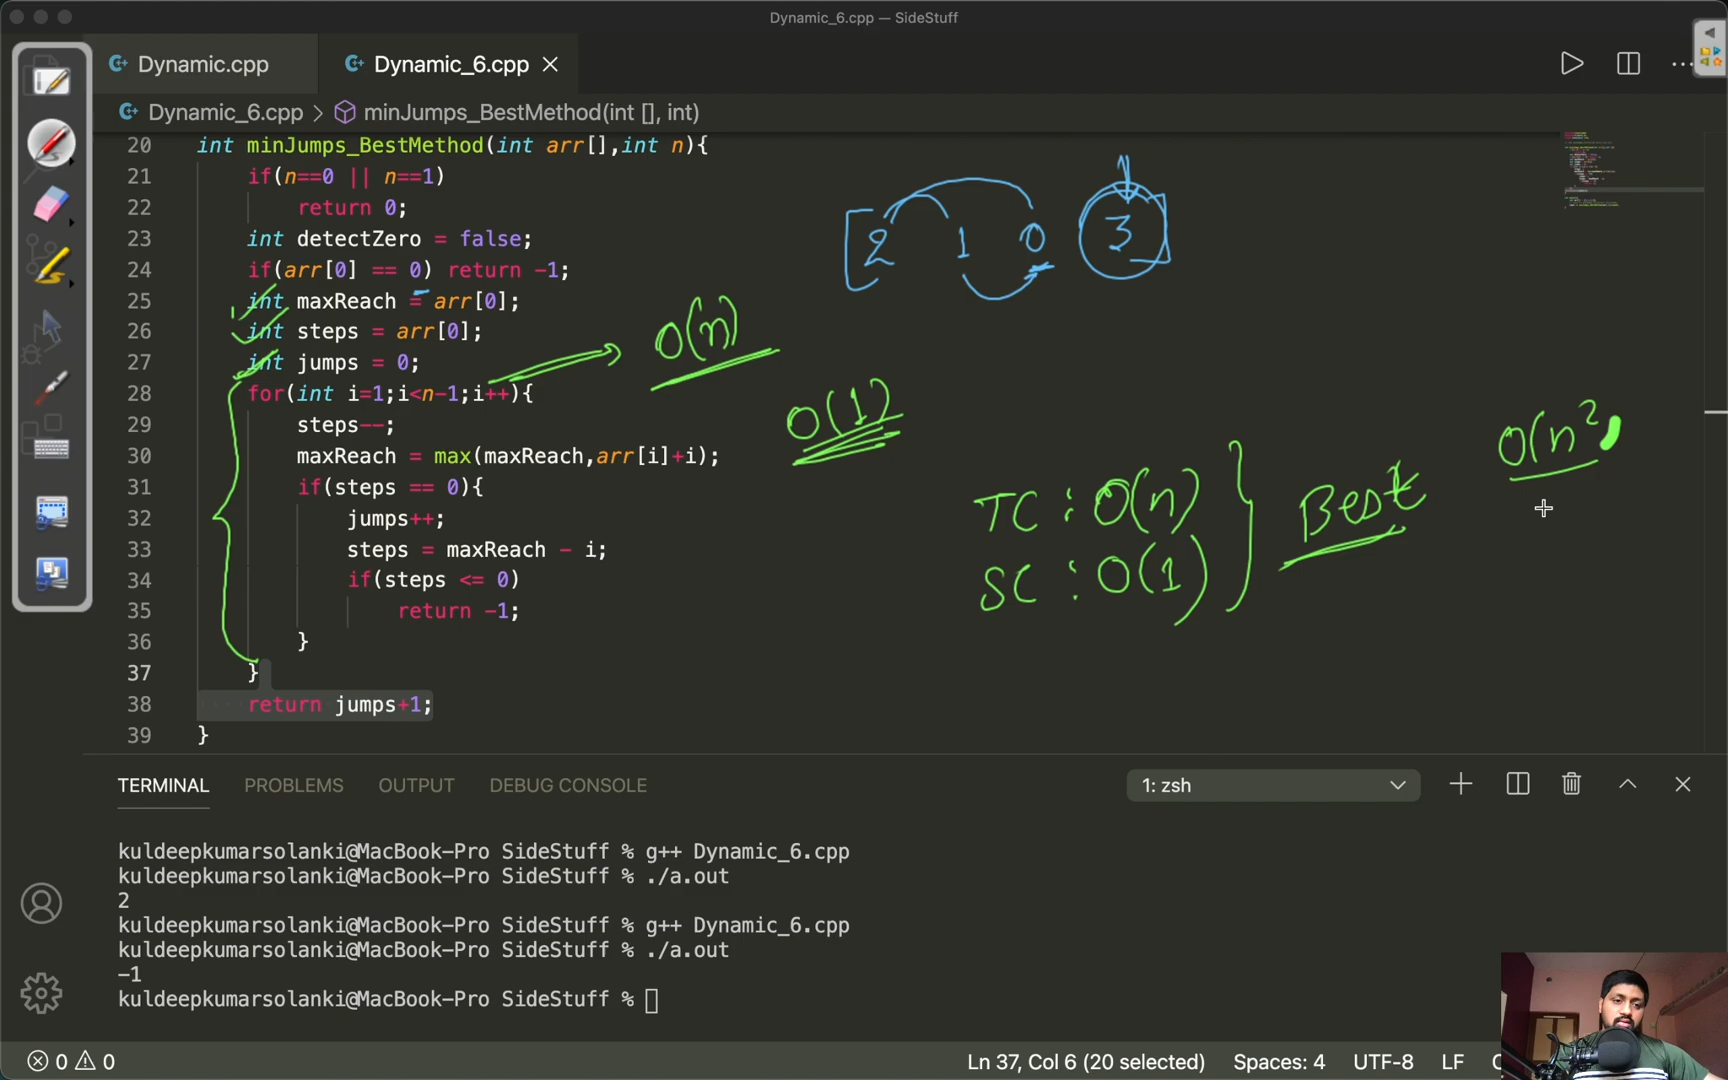 Dynamic_6.cpp — SideStuff
Dynamic.cpp
Dynamic_6.cpp
Dynamic_6.cpp > minJumps_BestMethod(int [], int)
20 int minJumps_BestMethod(int arr[],int n){
21 if(n==0 || n==1)
22 return 0;
23 int detectZero = false;
24 if(arr[0] == 0) return -1;
25 int maxReach = arr[0];
26 int steps = arr[0];
27 int jumps = 0;
28 for(int i=1;i<n-1;i++){
29 steps--;
30 maxReach = max(maxReach,arr[i]+i);
31 if(steps == 0){
32 jumps++;
33 steps = maxReach - i;
34 if(steps <= 0)
35 return -1;
36 }
37 }
38 return jumps+1;
39 }
[2 1 0 3]
O(n)
O(1)
TC : O(n)
SC : O(1)
Best
O(n²)
TERMINAL PROBLEMS OUTPUT DEBUG CONSOLE
1: zsh
kuldeepkumarsolanki@MacBook-Pro SideStuff % g++ Dynamic_6.cpp
kuldeepkumarsolanki@MacBook-Pro SideStuff % ./a.out
2
kuldeepkumarsolanki@MacBook-Pro SideStuff % g++ Dynamic_6.cpp
kuldeepkumarsolanki@MacBook-Pro SideStuff % ./a.out
-1
kuldeepkumarsolanki@MacBook-Pro SideStuff %
0 0
Ln 37, Col 6 (20 selected) Spaces: 4 UTF-8 LF